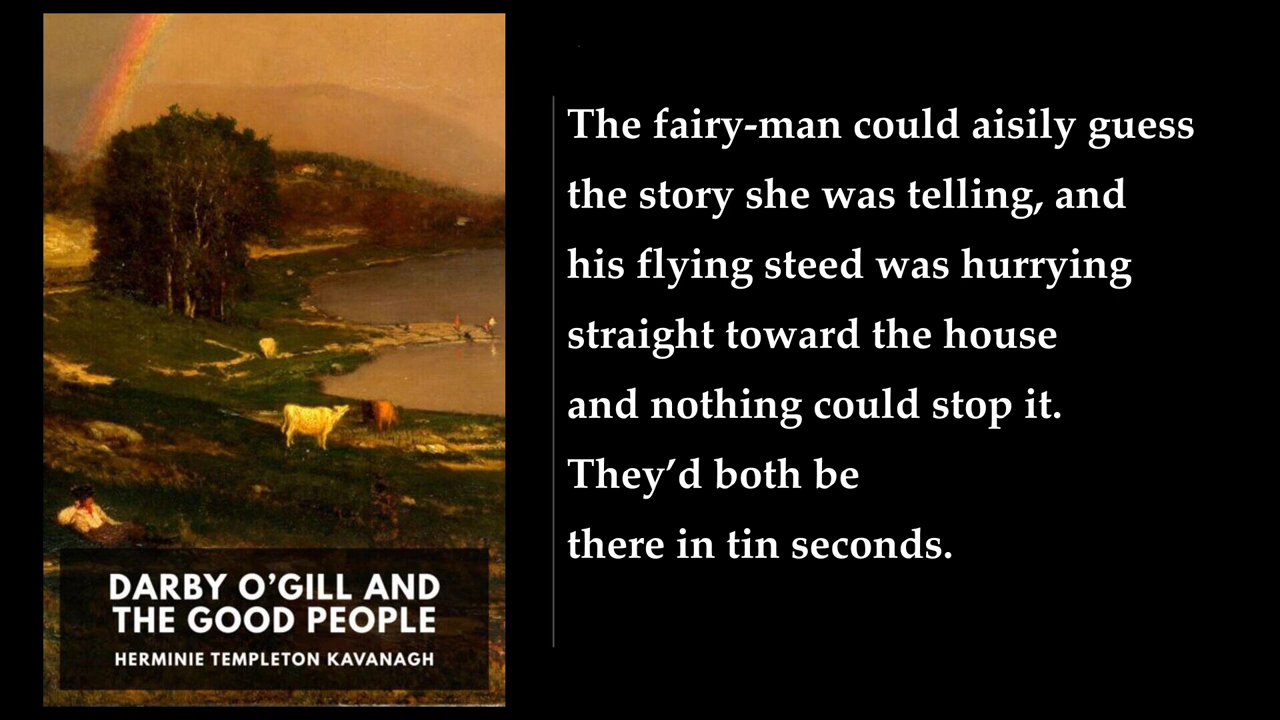 DARBY O’GILL AND
THE GOOD PEOPLE
HERMINIE TEMPLETON KAVANAGH
The fairy-man could aisily guess
the story she was telling, and
his flying steed was hurrying
straight toward the house
and nothing could stop it.
They’d both be
there in tin seconds.